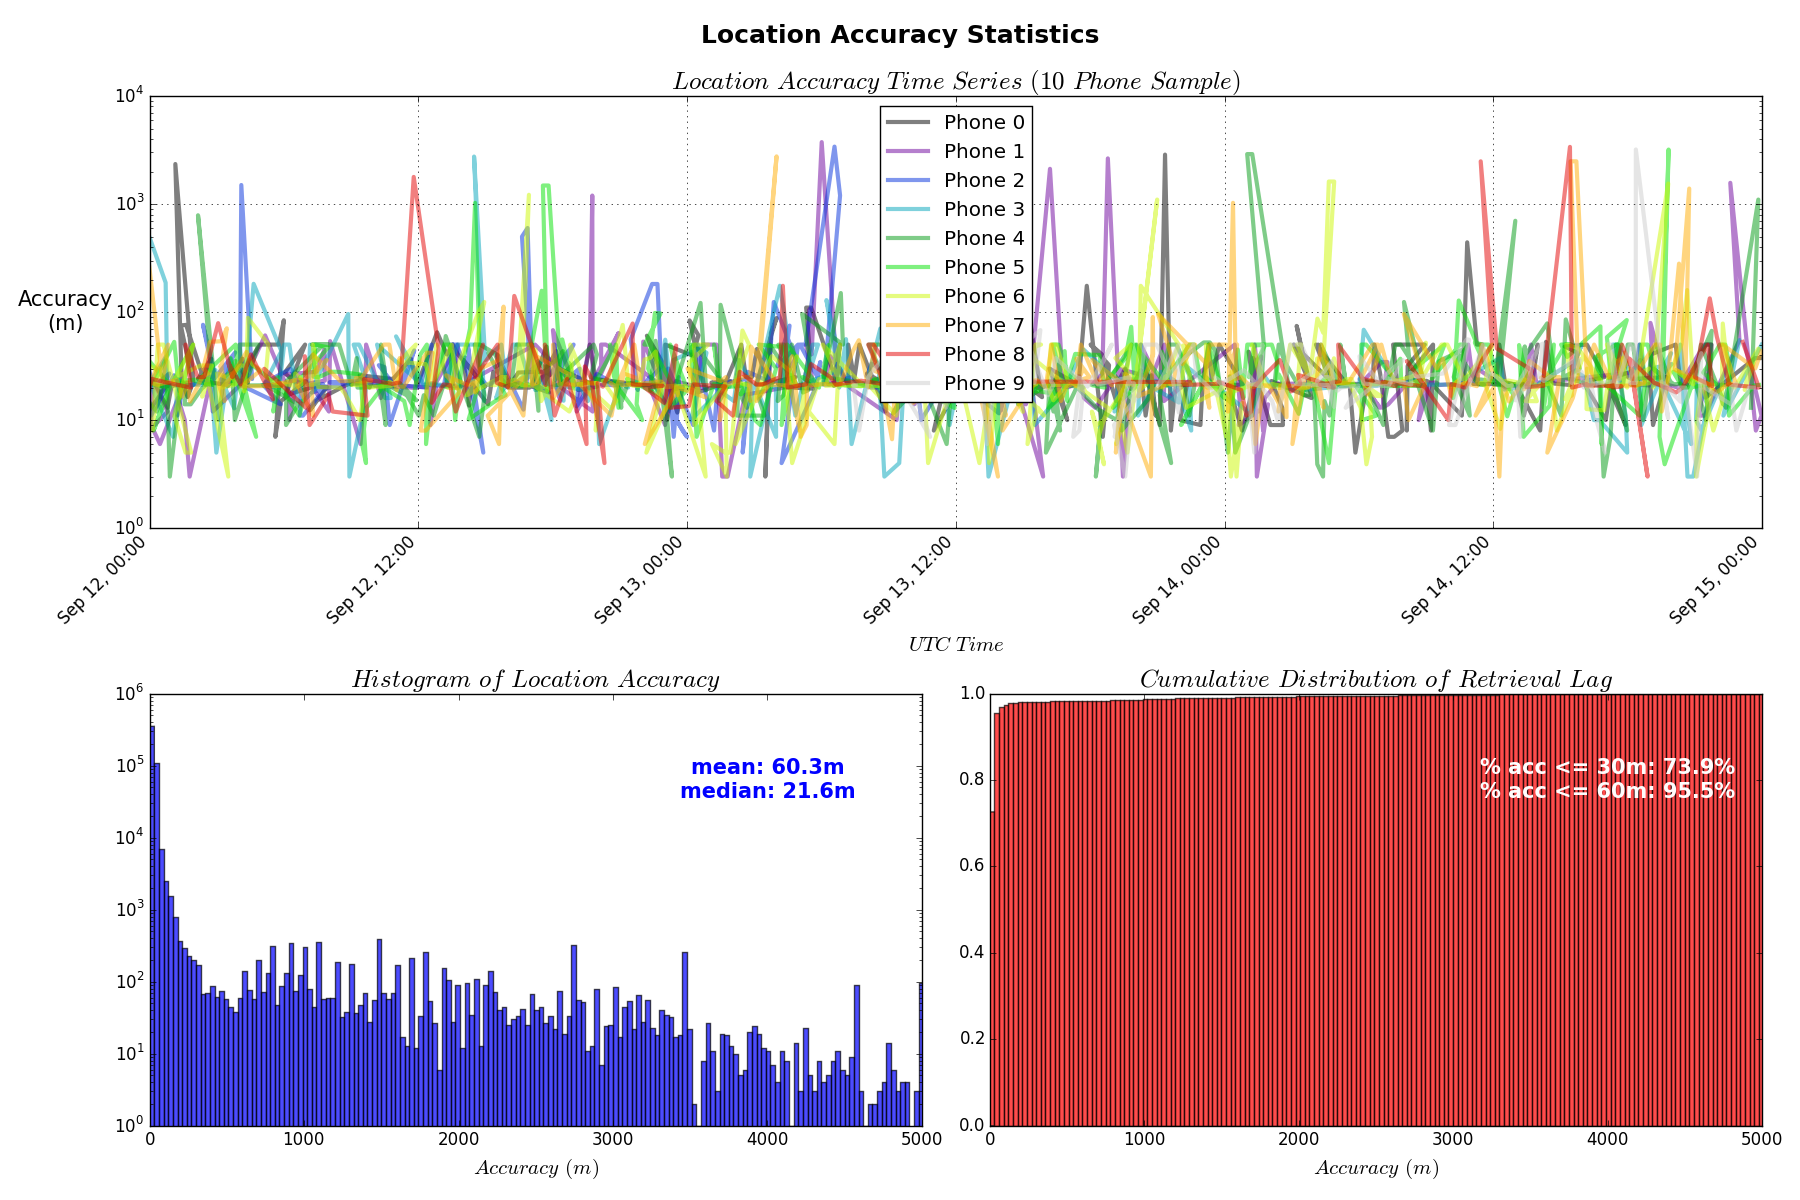 Location Accuracy Statistics
Location Accuracy Time Series (10 Phone Sample)
10^4
10^3
10^2
10^1
10^0
Accuracy
(m)
Phone 0
Phone 1
Phone 2
Phone 3
Phone 4
Phone 5
Phone 6
Phone 7
Phone 8
Phone 9
Sep 12, 00:00
Sep 12, 12:00
Sep 13, 00:00
Sep 13, 12:00
Sep 14, 00:00
Sep 14, 12:00
Sep 15, 00:00
UTC Time
Histogram of Location Accuracy
10^6
10^5
10^4
10^3
10^2
10^1
10^0
mean: 60.3m
median: 21.6m
0 1000 2000 3000 4000 5000
Accuracy (m)
Cumulative Distribution of Retrieval Lag
1.0
0.8
0.6
0.4
0.2
0.0
% acc <= 30m: 73.9%
% acc <= 60m: 95.5%
0 1000 2000 3000 4000 5000
Accuracy (m)